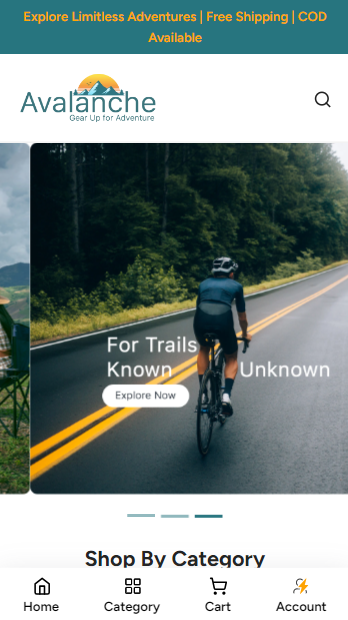 Explore Limitless Adventures | Free Shipping | COD
Available
Avalanche
Gear Up for Adventure
For Trails
Known Unknown
Explore Now
Shop By Category
Home Category Cart Account